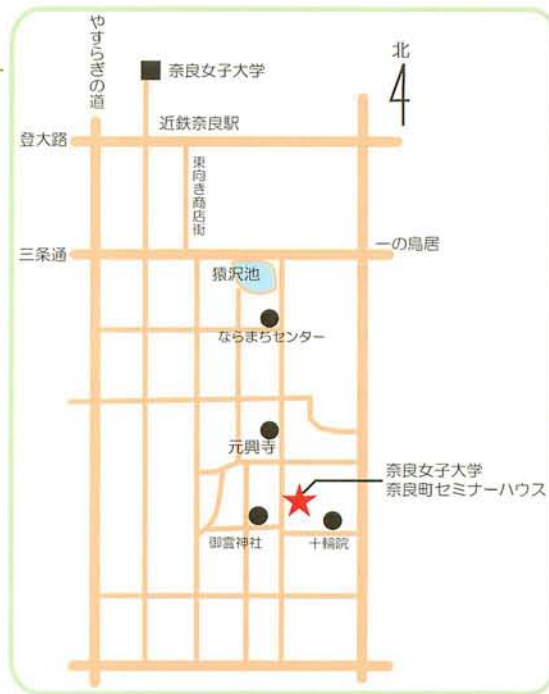 やすらぎの道
奈良女子大学
北
近鉄奈良駅
登大路
東向き商店街
三条通
一の鳥居
猿沢池
ならまちセンター
元興寺
奈良女子大学
奈良町セミナーハウス
御霊神社
十輪院